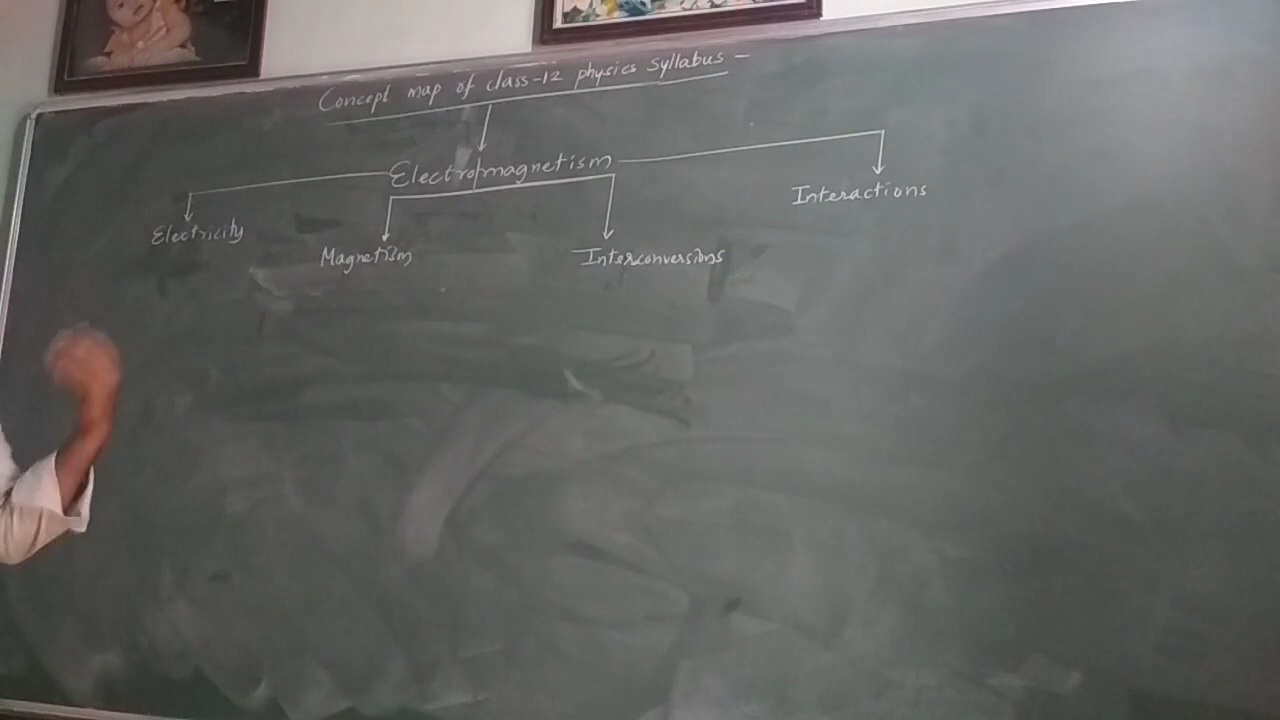 Concept map of class-12 physics syllabus -
Electromagnetism
Electricity
Magnetism
Interconversions
Interactions